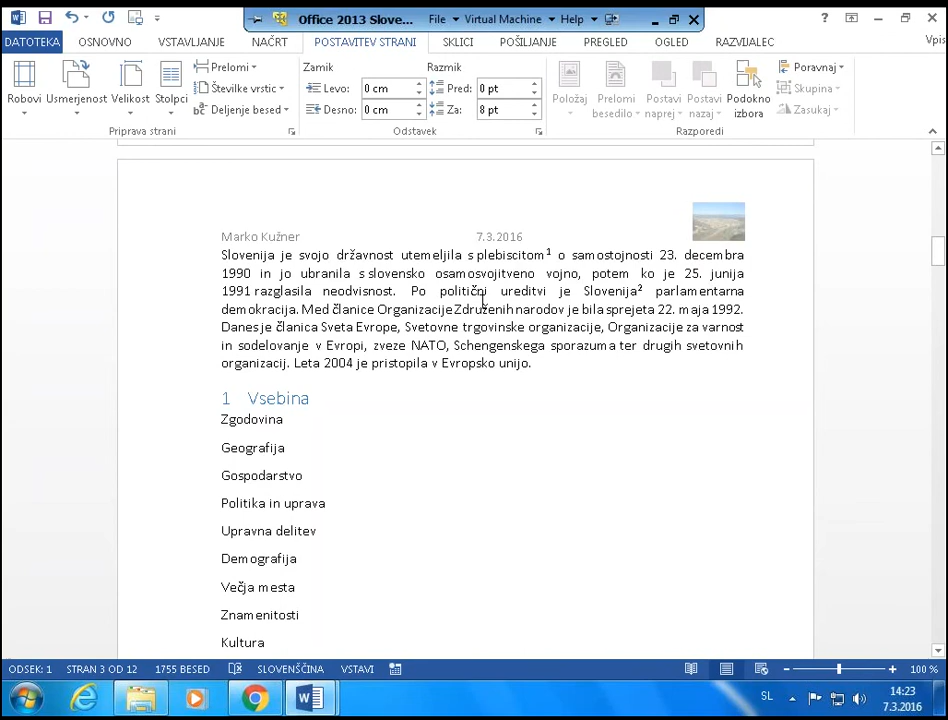 Office 2013 Slove... File Virtual Machine Help
?
DATOTEKA OSNOVNO VSTAVLJANJE NAČRT POSTAVITEV STRANI SKLICI POŠILJANJE PREGLED OGLED RAZVIJALEC Vpis
Robovi Usmerjenost Velikost Stolpci
Prelomi
Številke vrstic
Deljenje besed
Zamik Razmik
Levo: 0 cm Pred: 0 pt
Desno: 0 cm Za: 8 pt
Položaj Prelomi besedilo Postavi naprej Postavi nazaj Podokno izbora
Poravnaj
Skupina
Zasukaj
Priprava strani Odstavek Razporedi
Marko Kužner 7.3.2016
Slovenija je svojo državnost utemeljila s plebiscitom¹ o samostojnosti 23. decembra
1990 in jo ubranila s slovensko osamosvojitveno vojno, potem ko je 25. junija
1991 razglasila neodvisnost. Po politični ureditvi je Slovenija² parlamentarna
demokracija. Med članice Organizacije Združenih narodov je bila sprejeta 22. maja 1992.
Danes je članica Sveta Evrope, Svetovne trgovinske organizacije, Organizacije za varnost
in sodelovanje v Evropi, zveze NATO, Schengenskega sporazuma ter drugih svetovnih
organizacij. Leta 2004 je pristopila v Evropsko unijo.
1 Vsebina
Zgodovina
Geografija
Gospodarstvo
Politika in uprava
Upravna delitev
Demografija
Večja mesta
Znamenitosti
Kultura
ODSEK: 1 STRAN 3 OD 12 1755 BESED SLOVENŠČINA VSTAVI 100 %
SL 14:23
7.3.2016